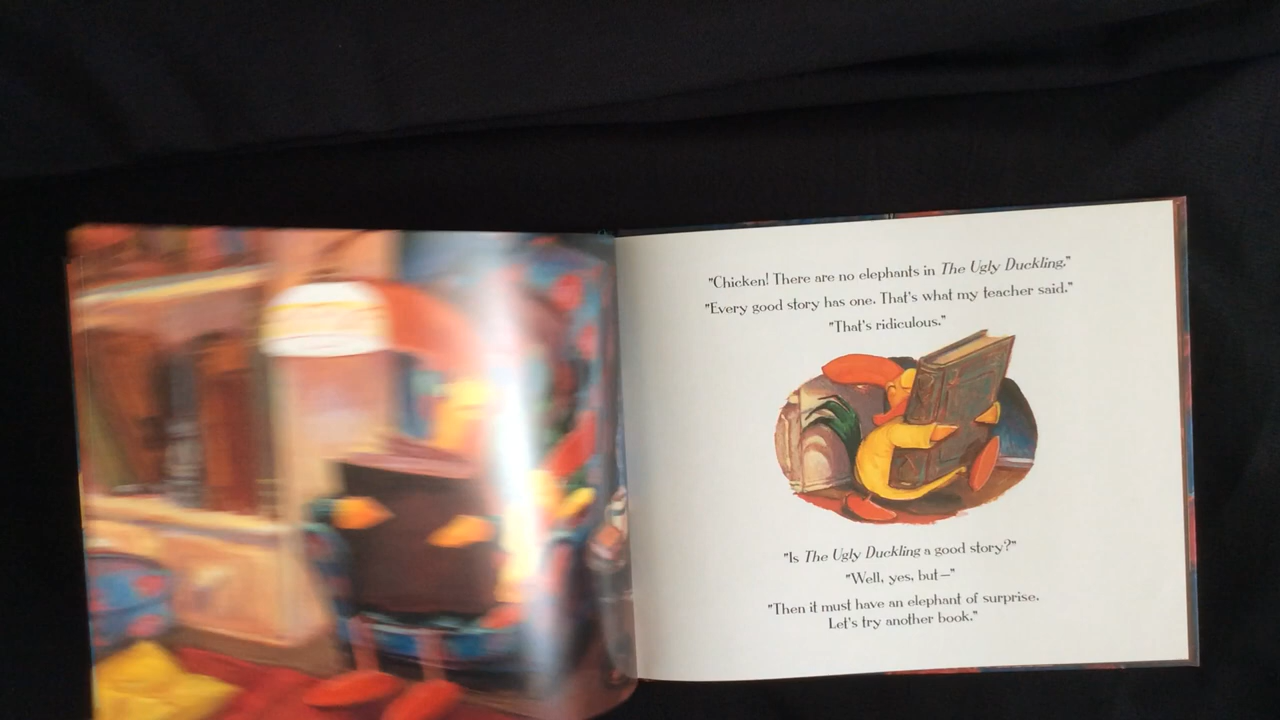 "Chicken! There are no elephants in The Ugly Duckling."
"Every good story has one. That's what my teacher said."
"That's ridiculous."
"Is The Ugly Duckling a good story?"
"Well, yes, but—"
"Then it must have an elephant of surprise.
Let's try another book."